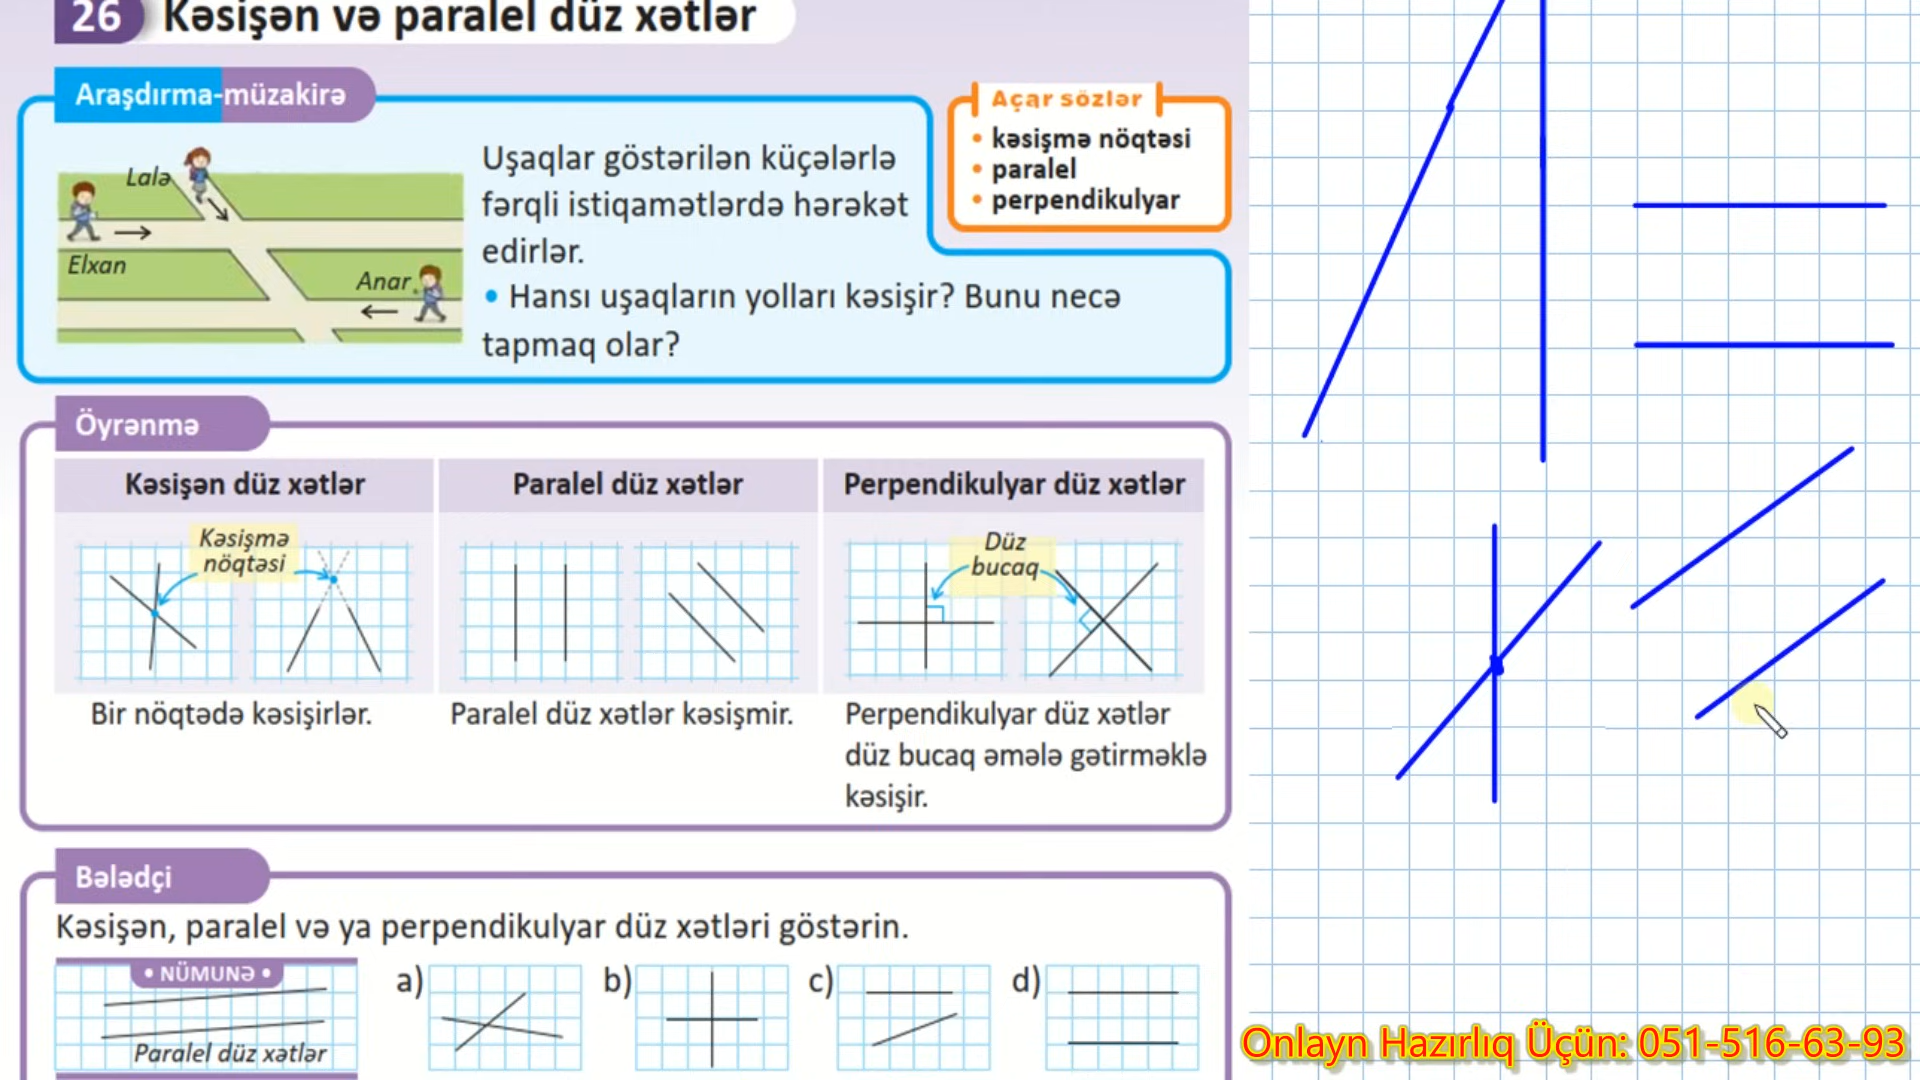 26 Kəsişən və paralel düz xətlər
Araşdırma-müzakirə
Lalə
Elxan
Anar
Uşaqlar göstərilən küçələrlə
fərqli istiqamətlərdə hərəkət
edirlər.
• Hansı uşaqların yolları kəsişir? Bunu necə
tapmaq olar?
Açar sözlər
• kəsişmə nöqtəsi
• paralel
• perpendikulyar
Öyrənmə
Kəsişən düz xətlər
Kəsişmə
nöqtəsi
Bir nöqtədə kəsişirlər.
Paralel düz xətlər
Paralel düz xətlər kəsişmir.
Perpendikulyar düz xətlər
Düz
bucaq
Perpendikulyar düz xətlər
düz bucaq əmələ gətirməklə
kəsişir.
Bələdçi
Kəsişən, paralel və ya perpendikulyar düz xətləri göstərin.
• NÜMUNƏ •
Paralel düz xətlər
a)
b)
c)
d)
Onlayn Hazırlıq Üçün: 051-516-63-93